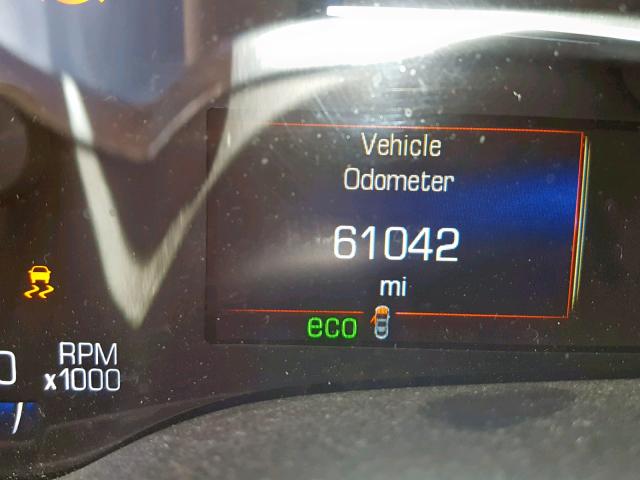 Vehicle
Odometer
61042
mi
eco
RPM
x1000